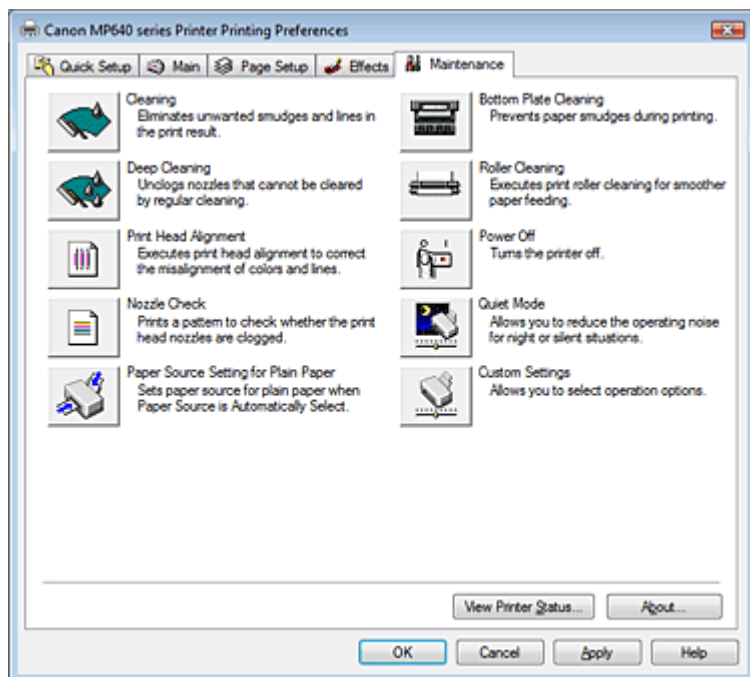 Canon MP640 series Printer Printing Preferences
Quick Setup
Main
Page Setup
Effects
Maintenance
Cleaning
Eliminates unwanted smudges and lines in
the print result.
Deep Cleaning
Unclogs nozzles that cannot be cleared
by regular cleaning.
Print Head Alignment
Executes print head alignment to correct
the misalignment of colors and lines.
Nozzle Check
Prints a pattern to check whether the print
head nozzles are clogged.
Paper Source Setting for Plain Paper
Sets paper source for plain paper when
Paper Source is Automatically Select.
Bottom Plate Cleaning
Prevents paper smudges during printing.
Roller Cleaning
Executes print roller cleaning for smoother
paper feeding.
Power Off
Turns the printer off.
Quiet Mode
Allows you to reduce the operating noise
for night or silent situations.
Custom Settings
Allows you to select operation options.
View Printer Status...
About...
OK
Cancel
Apply
Help